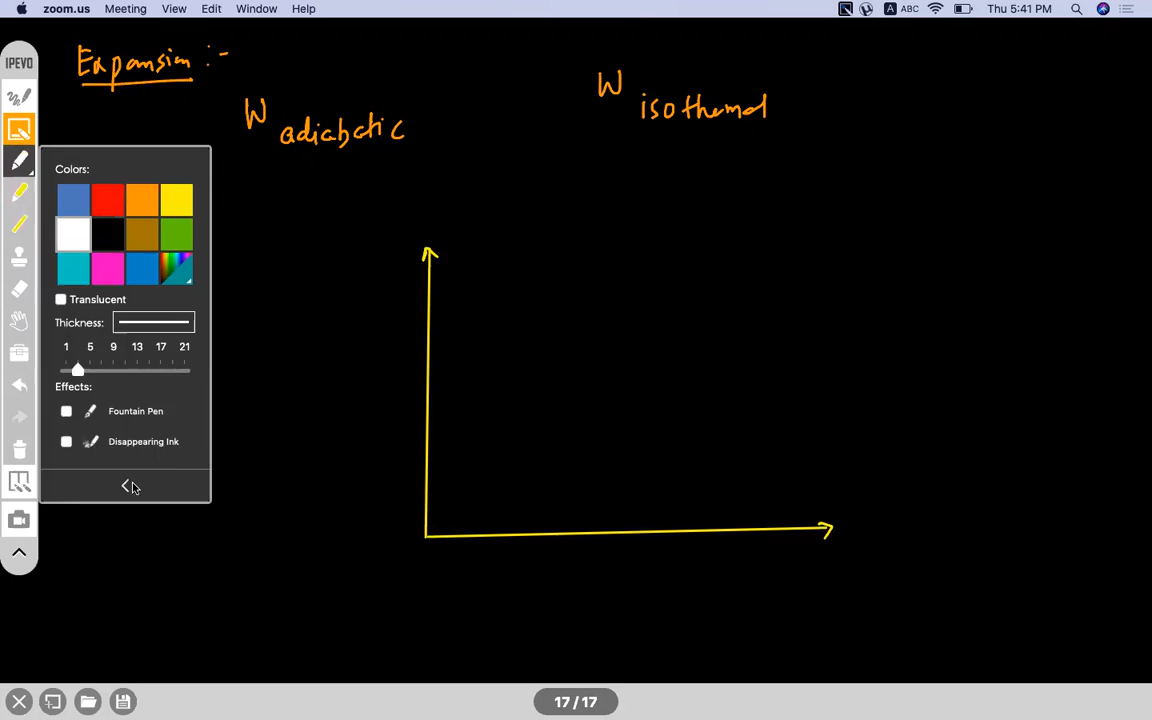 zoom.us Meeting View Edit Window Help A ABC Thu 5:41 PM
IPEVO
Expansion :-
W adiabatic
W isothermal
Colors:
Translucent
Thickness:
1 5 9 13 17 21
Effects:
Fountain Pen
Disappearing Ink
17 / 17